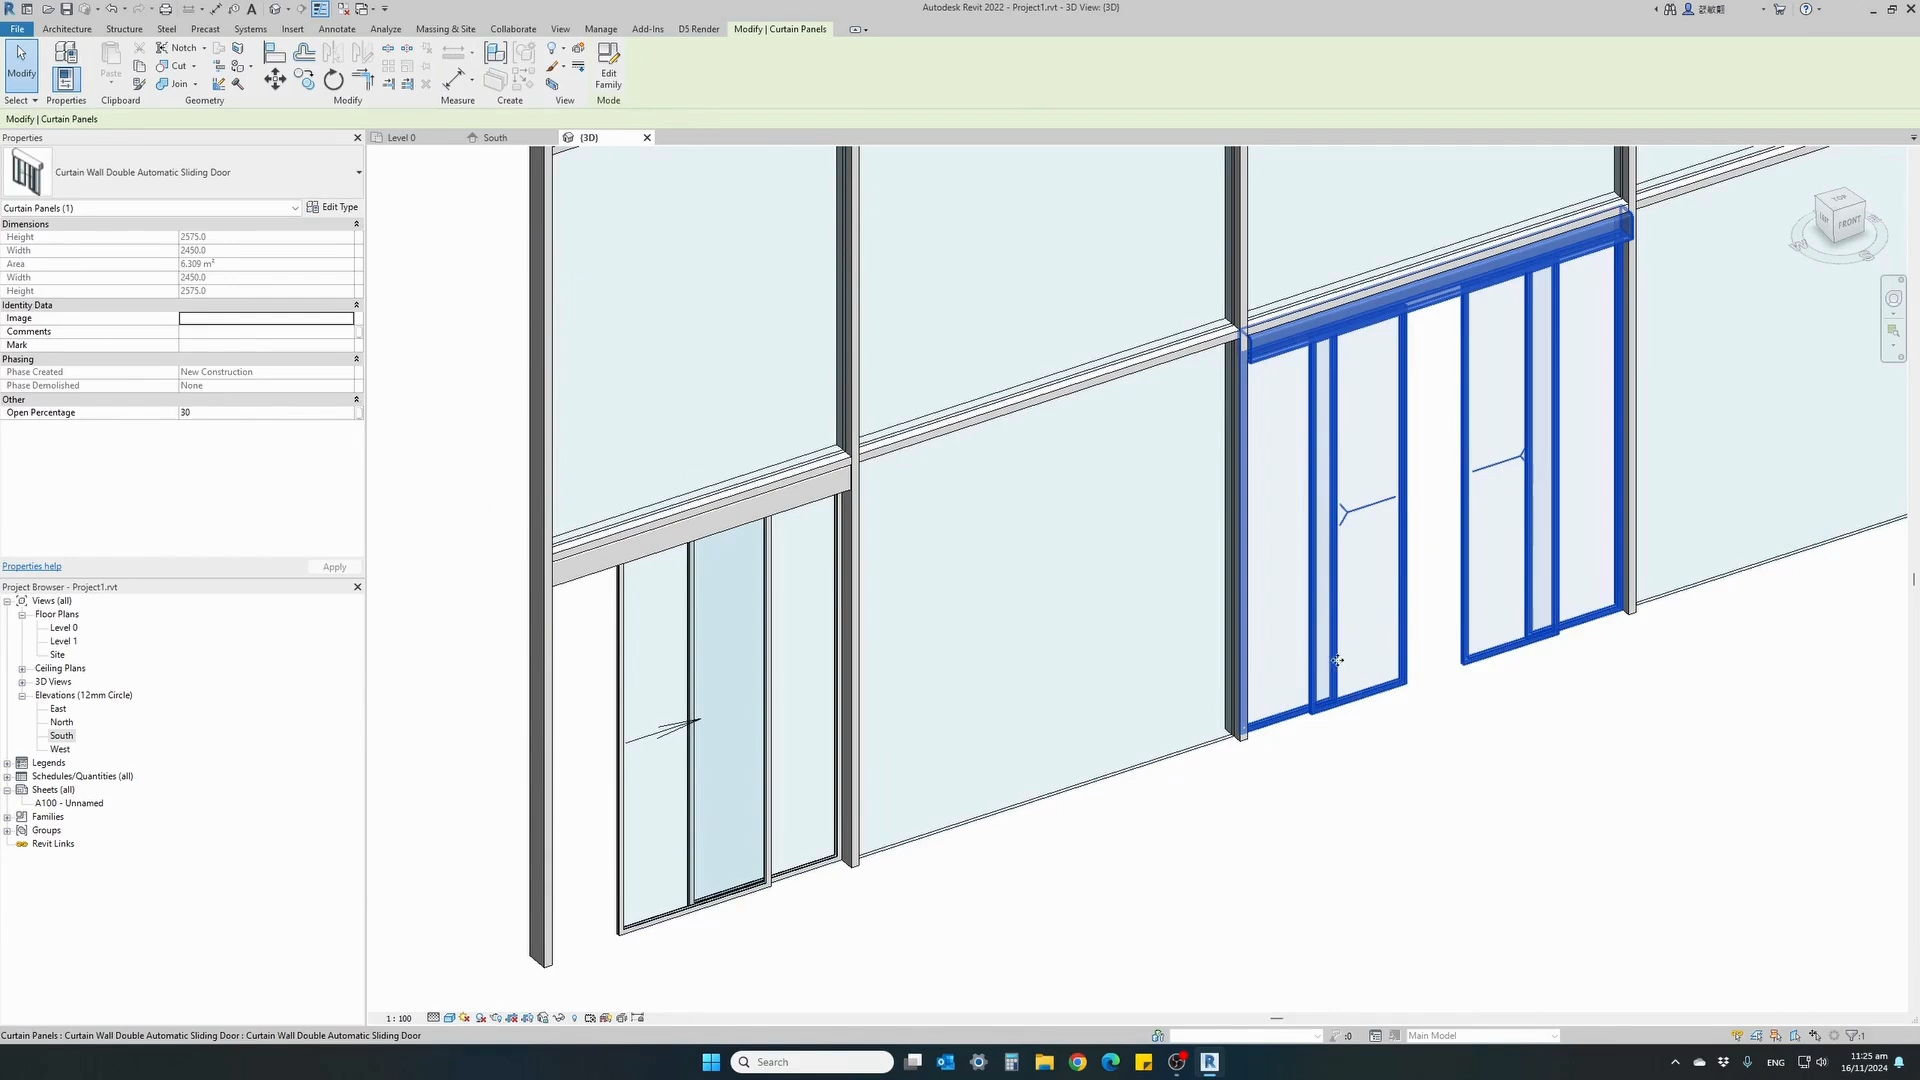 Autodesk Revit 2022 - Project1.rvt - 3D View: {3D}
File Architecture Structure Steel Precast Systems Insert Annotate Analyze Massing & Site Collaborate View Manage Add-Ins D5 Render Modify | Curtain Panels
Modify
Paste
Notch
Cut
Join
Edit
Family
Select Properties Clipboard Geometry Modify Measure Create View Mode
Modify | Curtain Panels
Properties
Level 0 South {3D}
Curtain Wall Double Automatic Sliding Door
Curtain Panels (1) Edit Type
Dimensions
Height 2575.0
Width 2450.0
Area 6.309 m²
Width 2450.0
Height 2575.0
Identity Data
Image
Comments
Mark
Phasing
Phase Created New Construction
Phase Demolished None
Other
Open Percentage 30
TOP
FRONT
W
Properties help Apply
Project Browser - Project1.rvt
Views (all)
Floor Plans
Level 0
Level 1
Site
Ceiling Plans
3D Views
Elevations (12mm Circle)
East
North
South
West
Legends
Schedules/Quantities (all)
Sheets (all)
A100 - Unnamed
Families
Groups
Revit Links
1 : 100
Curtain Panels : Curtain Wall Double Automatic Sliding Door : Curtain Wall Double Automatic Sliding Door
:0
Main Model
:1
Search
ENG
11:25 am
16/11/2024